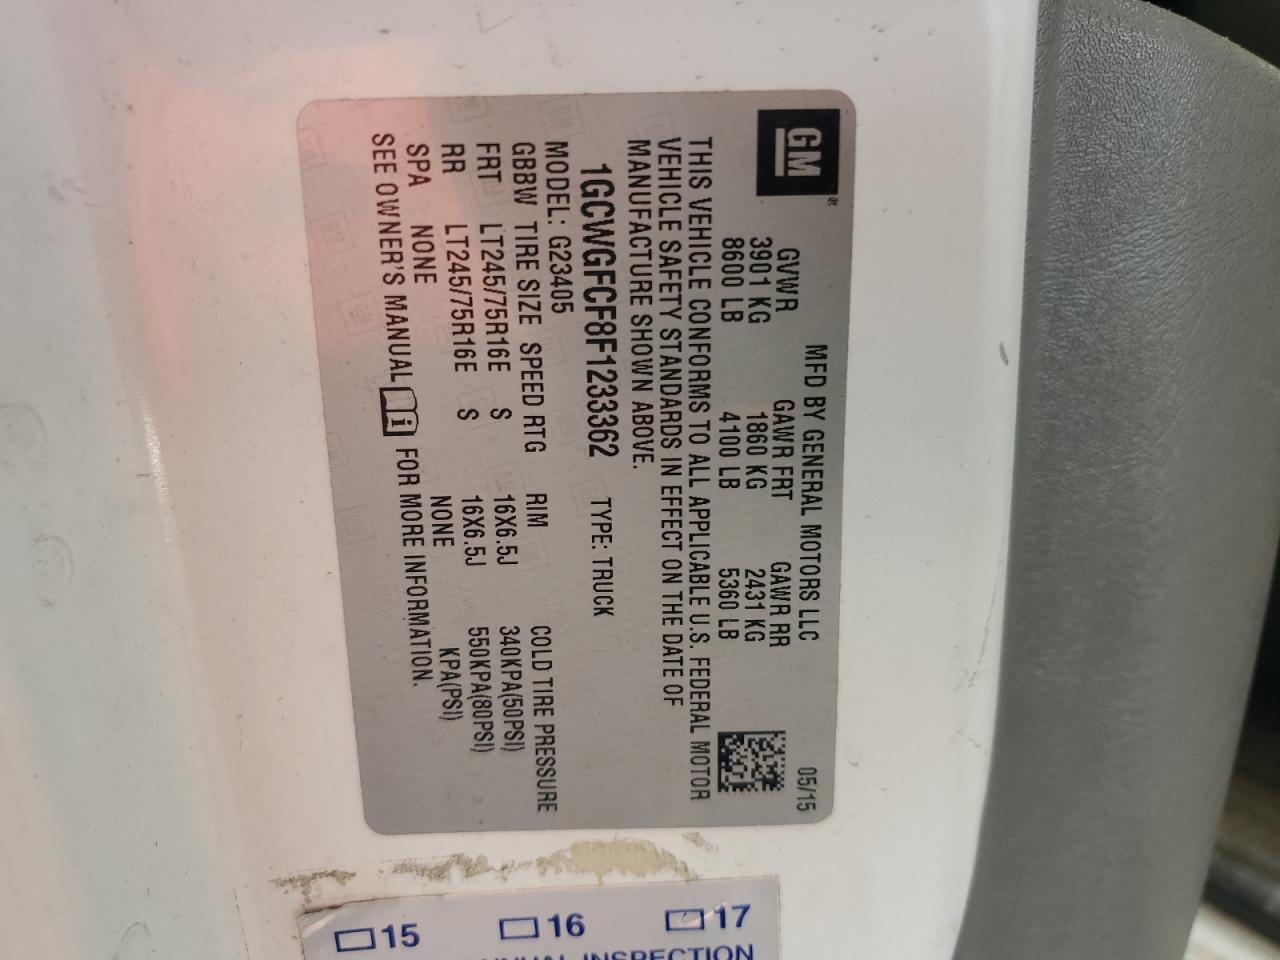 GM
MFD BY GENERAL MOTORS LLC 05/15
GVWR GAWR FRT GAWR RR
3901 KG 1860 KG 2431 KG
8600 LB 4100 LB 5360 LB
THIS VEHICLE CONFORMS TO ALL APPLICABLE U.S. FEDERAL MOTOR
VEHICLE SAFETY STANDARDS IN EFFECT ON THE DATE OF
MANUFACTURE SHOWN ABOVE.
1GCWGFCF8F1233362 TYPE: TRUCK
MODEL: G23405
GBBW TIRE SIZE SPEED RTG RIM COLD TIRE PRESSURE
FRT LT245/75R16E S 16X6.5J 340KPA(50PSI)
RR LT245/75R16E S 16X6.5J 550KPA(80PSI)
SPA NONE NONE KPA(PSI)
SEE OWNER'S MANUAL i FOR MORE INFORMATION.
15 16 17
INSPECTION